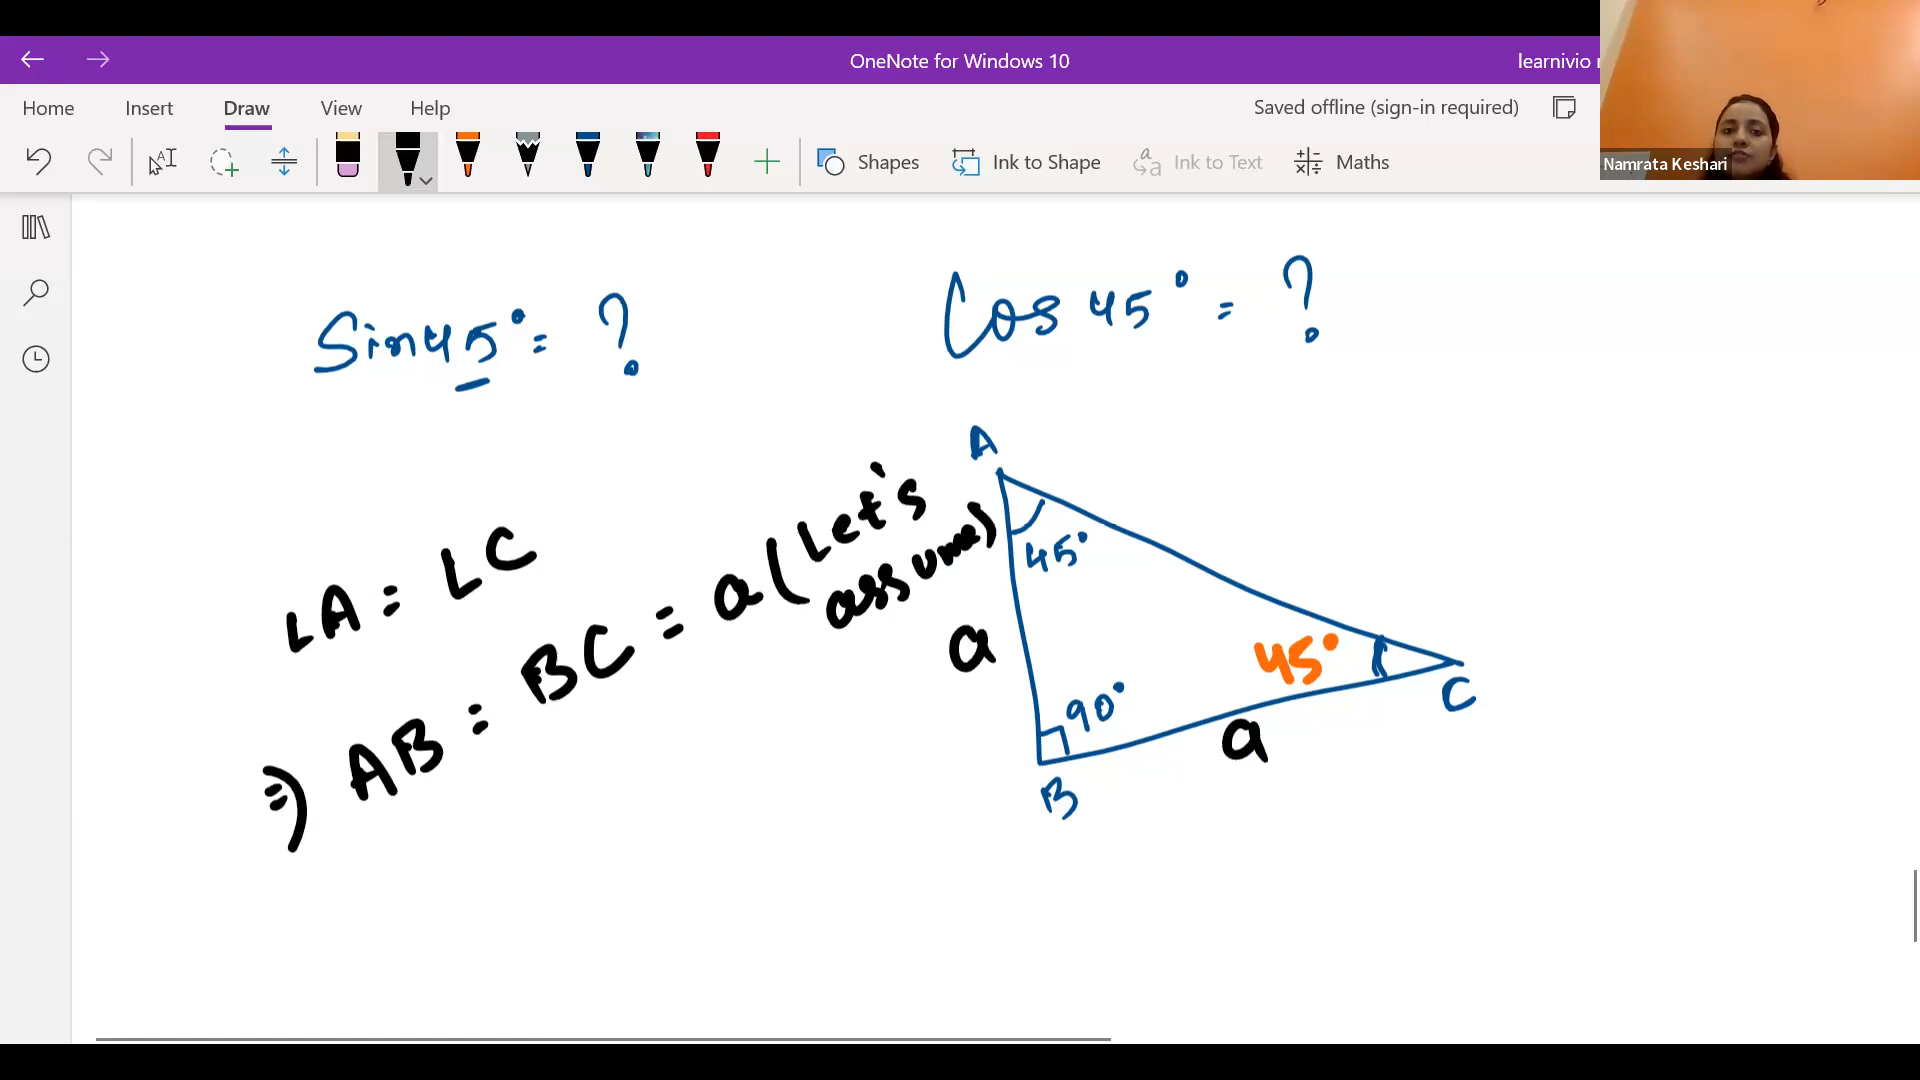 OneNote for Windows 10
learnivio
Home Insert Draw View Help
Saved offline (sign-in required)
Namrata Keshari
Shapes Ink to Shape Ink to Text Maths
Sin45° = ?
Cos 45° = ?
A
45°
∠A = ∠C
⇒ AB = BC = a (Let's assume)
a
45°
C
90°
a
B